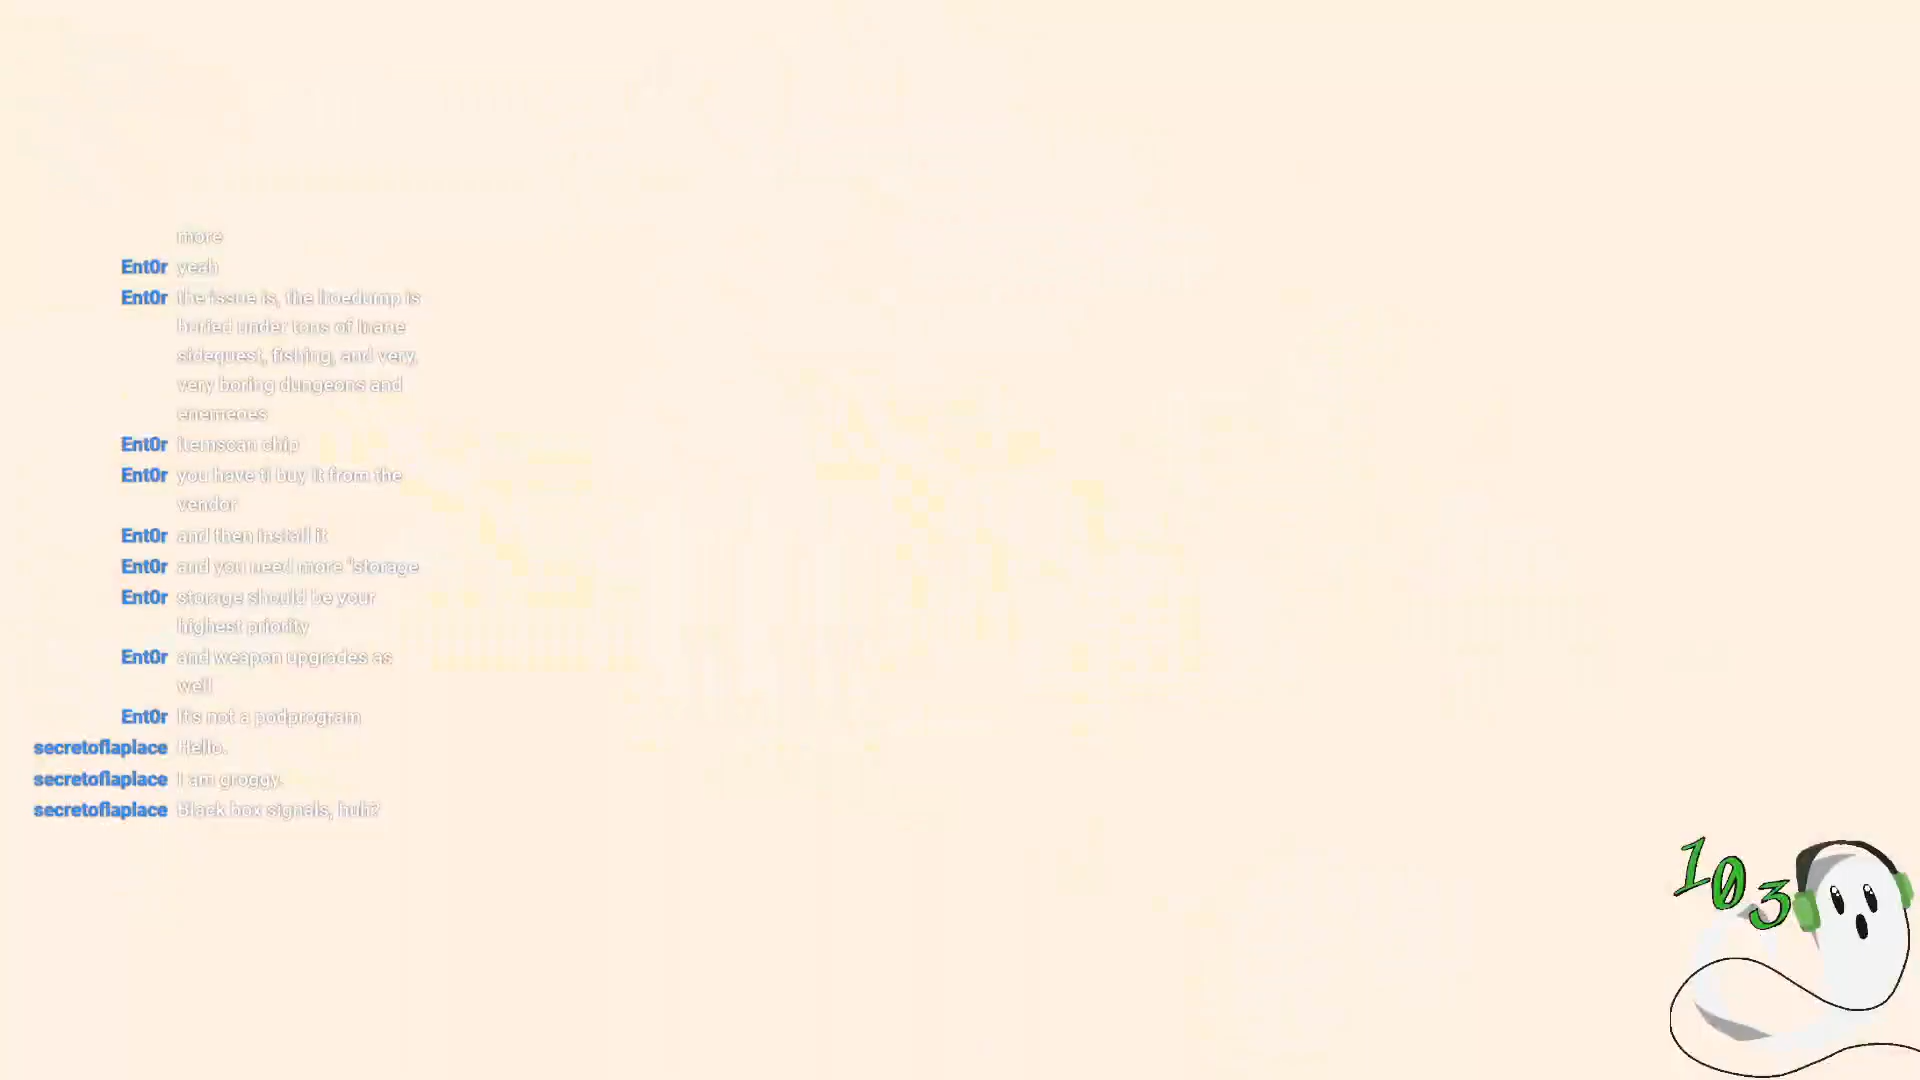 more
Ent0r yeah
Ent0r the issue is, the lroedump is
buried under tons of inane
sidequest, fishing, and very,
very boring dungeons and
enemeoes
Ent0r Itemscan chip
Ent0r you have ti buy it from the
vendor
Ent0r and then install it
Ent0r and you need more "storage
Ent0r storage should be your
highest priority
Ent0r and weapon upgrades as
well
Ent0r It's not a podprogram
secretoflaplace Hello.
secretoflaplace I am groggy.
secretoflaplace Black box signals, huh?
103